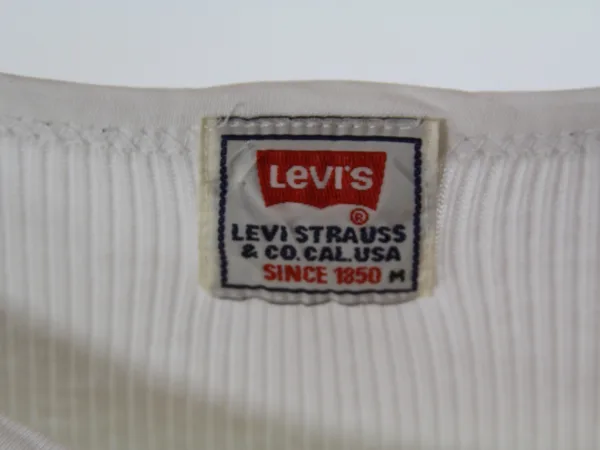 Levi's
®
LEVI STRAUSS
& CO. CAL. USA
SINCE 1850 M